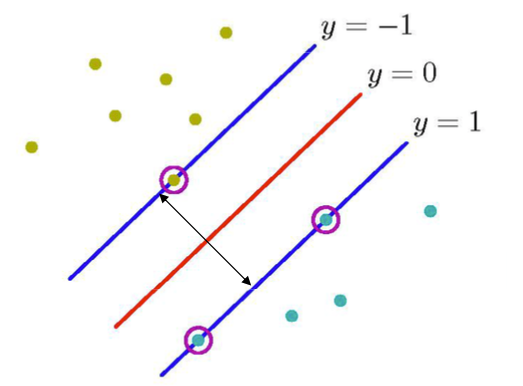 y = −1
y = 0
y = 1